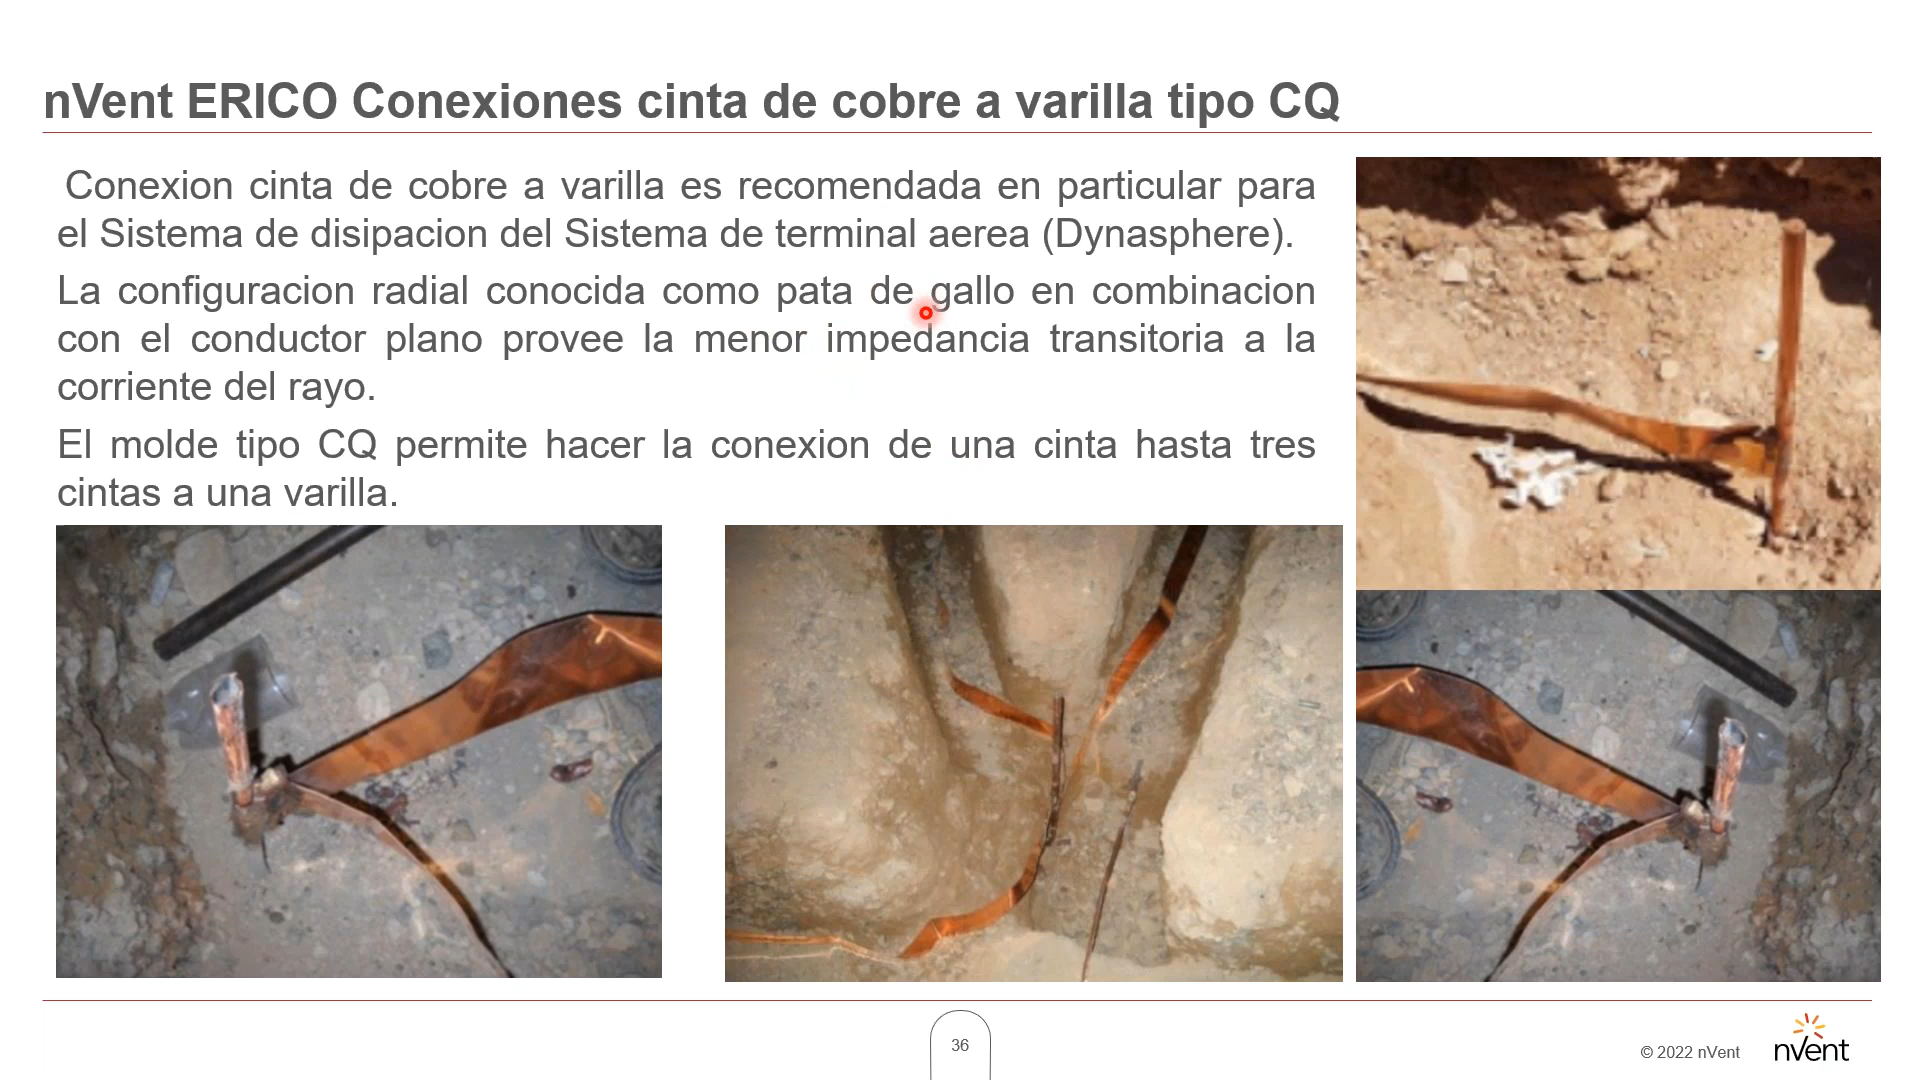 nVent ERICO Conexiones cinta de cobre a varilla tipo CQ
Conexion cinta de cobre a varilla es recomendada en particular para
el Sistema de disipacion del Sistema de terminal aerea (Dynasphere).
La configuracion radial conocida como pata de gallo en combinacion
con el conductor plano provee la menor impedancia transitoria a la
corriente del rayo.
El molde tipo CQ permite hacer la conexion de una cinta hasta tres
cintas a una varilla.
36
© 2022 nVent
nVent